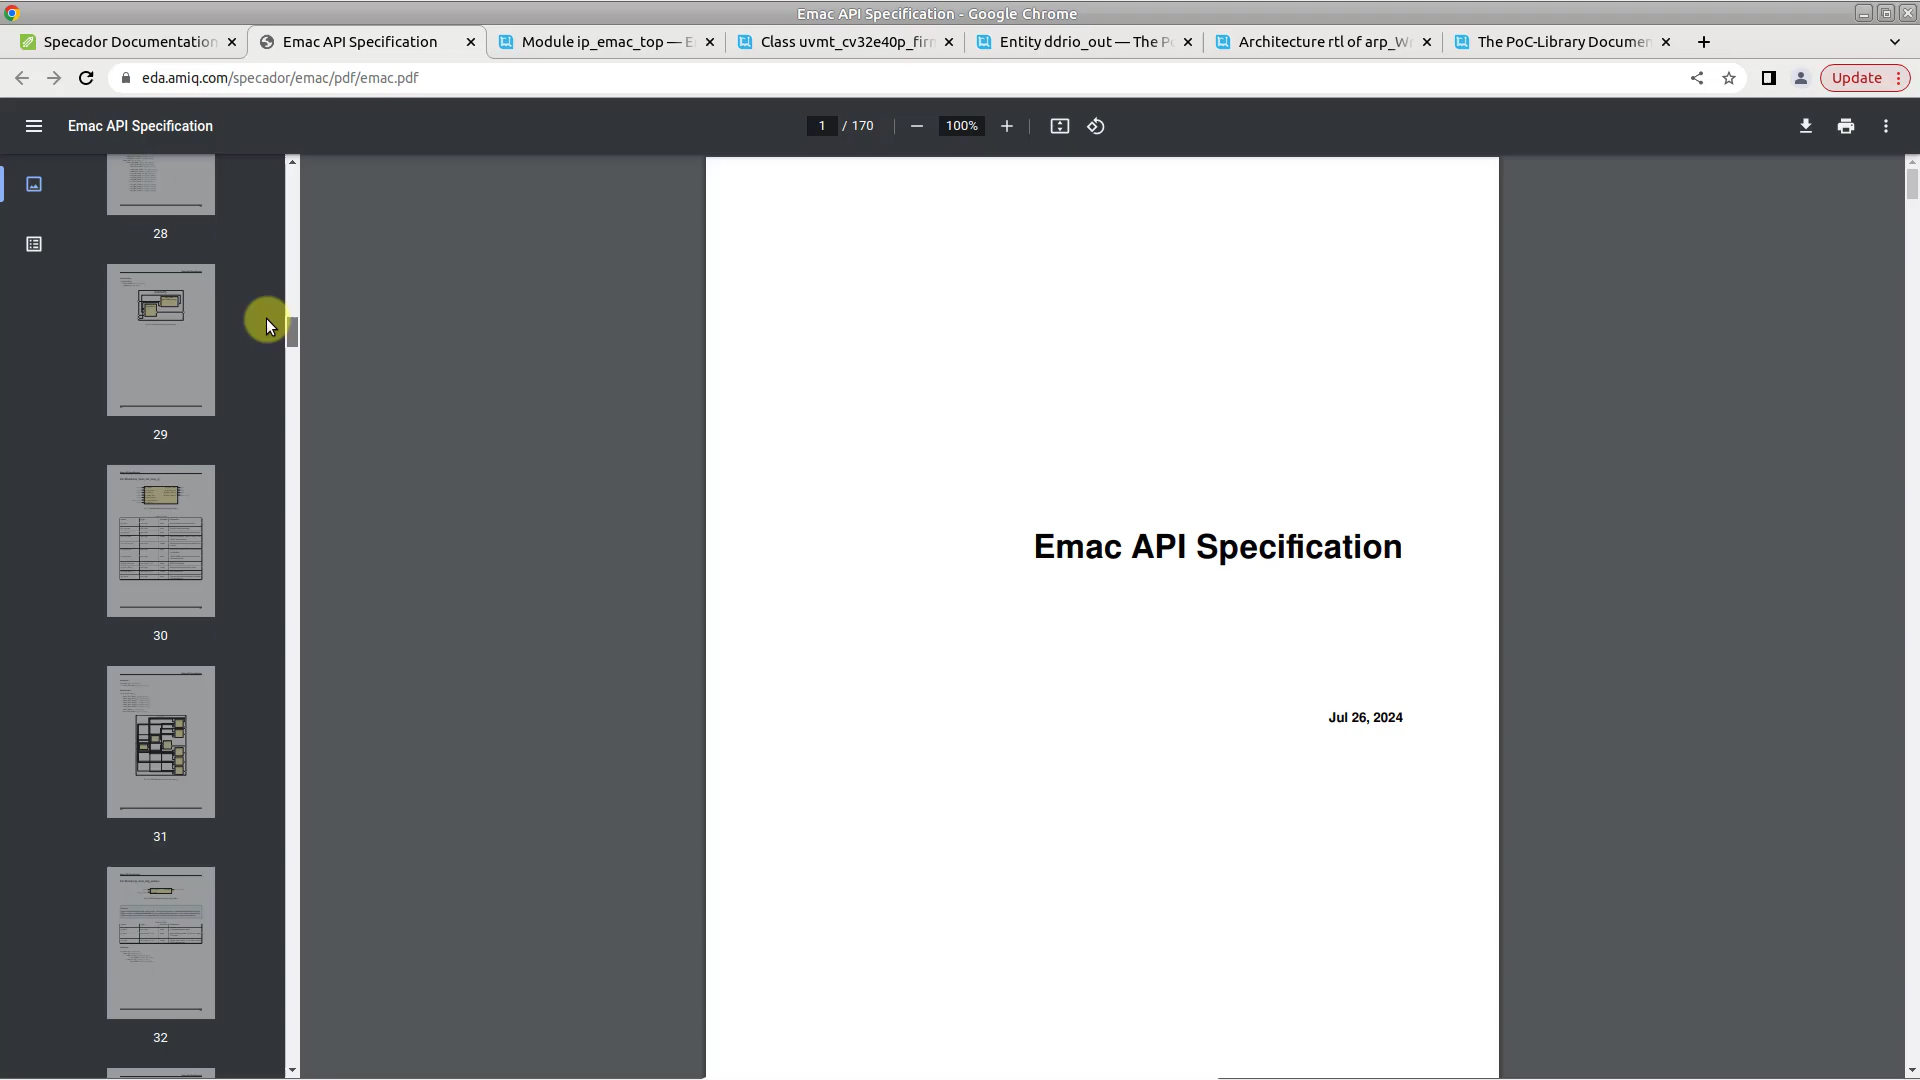 Emac API Specification - Google Chrome
Specador Documentation
Emac API Specification
Module ip_emac_top — E
Class uvmt_cv32e40p_firm
Entity ddrio_out — The P
Architecture rtl of arp_W
The PoC-Library Documen
eda.amiq.com/specador/emac/pdf/emac.pdf
Update
Emac API Specification
1 / 170
100%
28
29
30
31
32
Emac API Specification
Jul 26, 2024